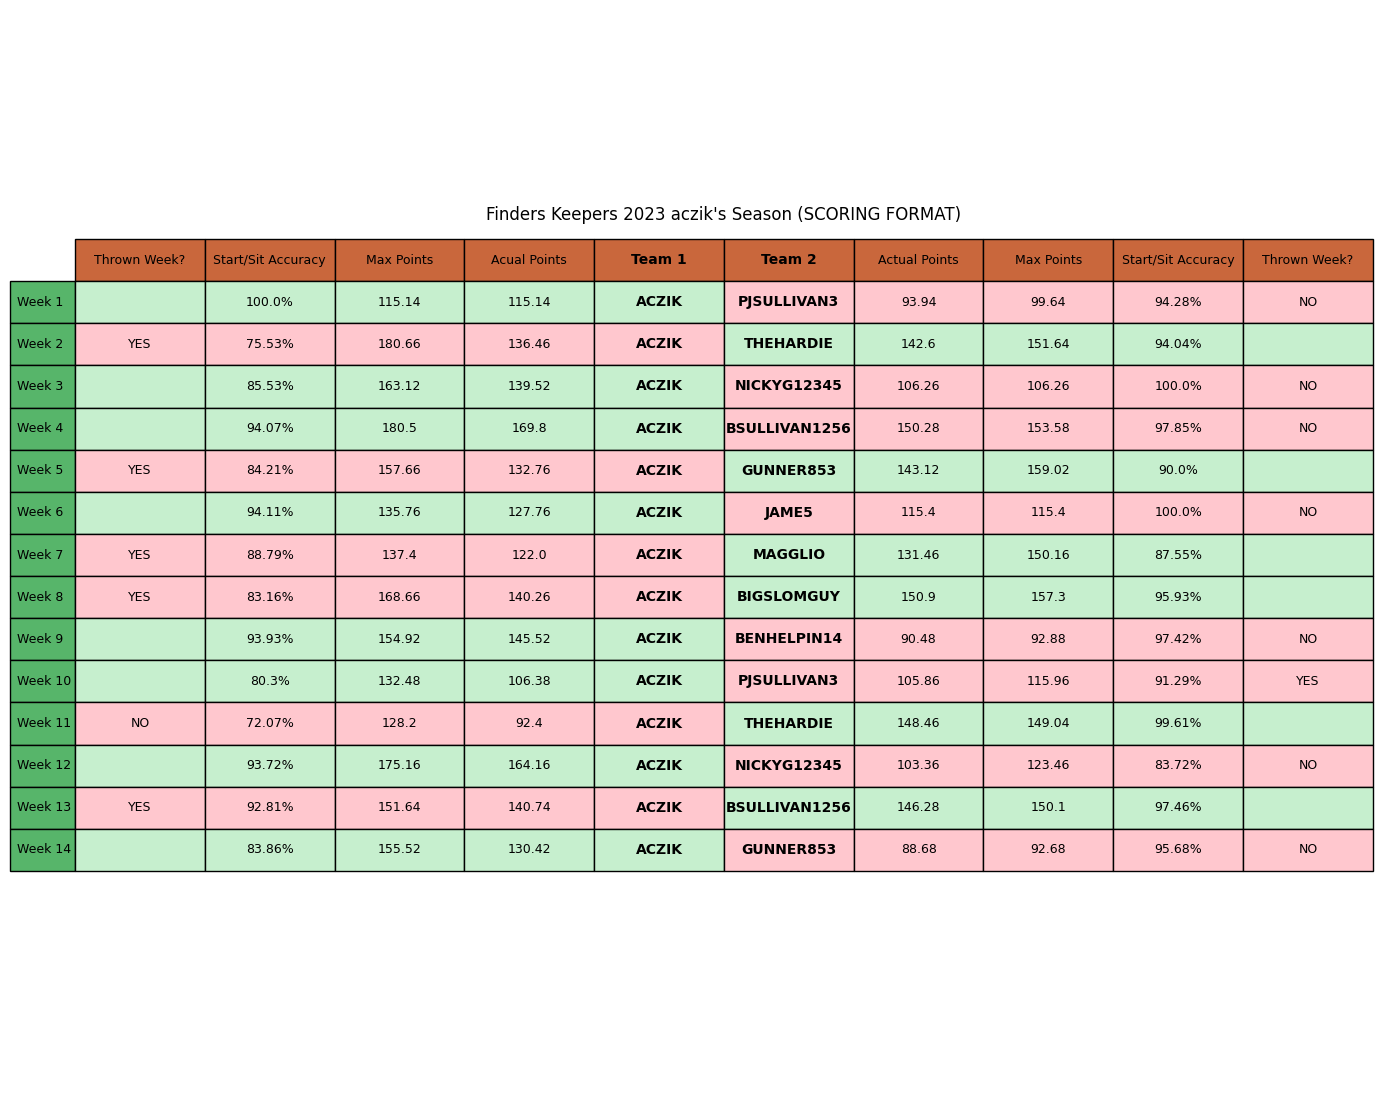 Finders Keepers 2023 aczik's Season (SCORING FORMAT)
Thrown Week? Start/Sit Accuracy Max Points Acual Points Team 1 Team 2 Actual Points Max Points Start/Sit Accuracy Thrown Week?
Week 1 100.0% 115.14 115.14 ACZIK PJSULLIVAN3 93.94 99.64 94.28% NO
Week 2 YES 75.53% 180.66 136.46 ACZIK THEHARDIE 142.6 151.64 94.04%
Week 3 85.53% 163.12 139.52 ACZIK NICKYG12345 106.26 106.26 100.0% NO
Week 4 94.07% 180.5 169.8 ACZIK BSULLIVAN1256 150.28 153.58 97.85% NO
Week 5 YES 84.21% 157.66 132.76 ACZIK GUNNER853 143.12 159.02 90.0%
Week 6 94.11% 135.76 127.76 ACZIK JAME5 115.4 115.4 100.0% NO
Week 7 YES 88.79% 137.4 122.0 ACZIK MAGGLIO 131.46 150.16 87.55%
Week 8 YES 83.16% 168.66 140.26 ACZIK BIGSLOMGUY 150.9 157.3 95.93%
Week 9 93.93% 154.92 145.52 ACZIK BENHELPIN14 90.48 92.88 97.42% NO
Week 10 80.3% 132.48 106.38 ACZIK PJSULLIVAN3 105.86 115.96 91.29% YES
Week 11 NO 72.07% 128.2 92.4 ACZIK THEHARDIE 148.46 149.04 99.61%
Week 12 93.72% 175.16 164.16 ACZIK NICKYG12345 103.36 123.46 83.72% NO
Week 13 YES 92.81% 151.64 140.74 ACZIK BSULLIVAN1256 146.28 150.1 97.46%
Week 14 83.86% 155.52 130.42 ACZIK GUNNER853 88.68 92.68 95.68% NO